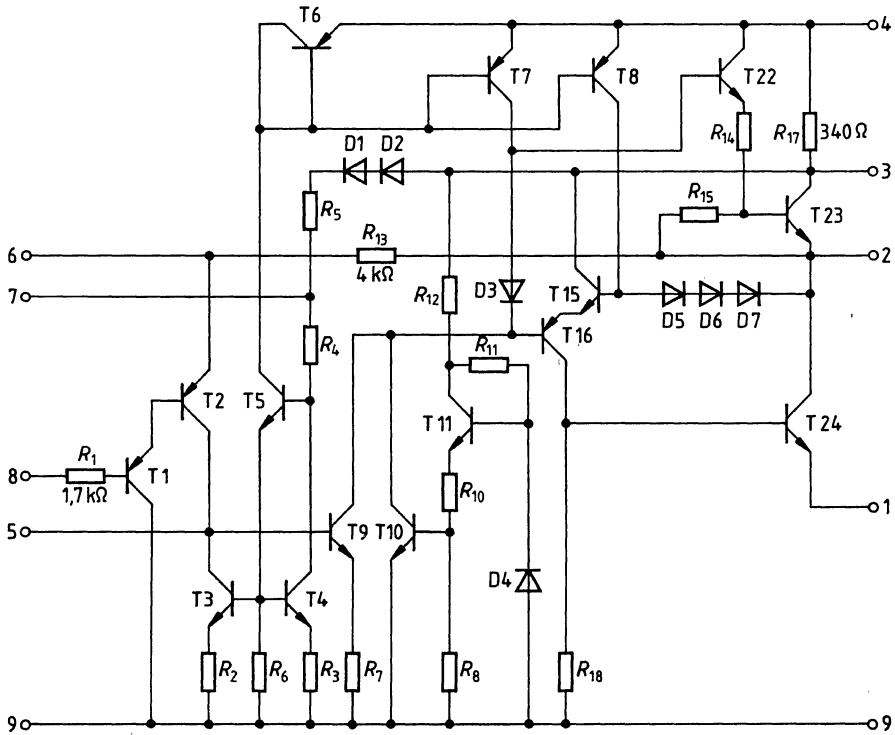 T6
4
T7
T8
T22
R14
R17
340 Ω
D1 D2
3
R5
R15
T23
6
R13
4 kΩ
2
7
R12
D3
T15
D5 D6 D7
T16
R4
R11
T2
T5
T11
T24
8
R1
1,7 kΩ
T1
R10
1
5
T9
T10
D4
T3
T4
R2
R6
R3
R7
R8
R18
9
9